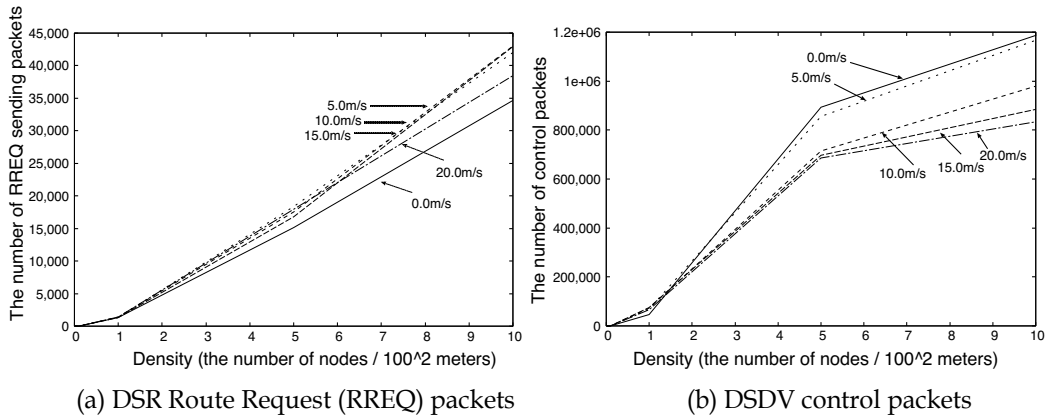 The number of RREQ sending packets
45,000
40,000
35,000
30,000
25,000
20,000
15,000
10,000
5,000
0
5.0m/s
10.0m/s
15.0m/s
20.0m/s
0.0m/s
0 1 2 3 4 5 6 7 8 9 10
Density (the number of nodes / 100^2 meters)
(a) DSR Route Request (RREQ) packets
The number of control packets
1.2e+06
1e+06
800,000
600,000
400,000
200,000
0
0.0m/s
5.0m/s
20.0m/s
15.0m/s
10.0m/s
0 1 2 3 4 5 6 7 8 9 10
Density (the number of nodes / 100^2 meters)
(b) DSDV control packets